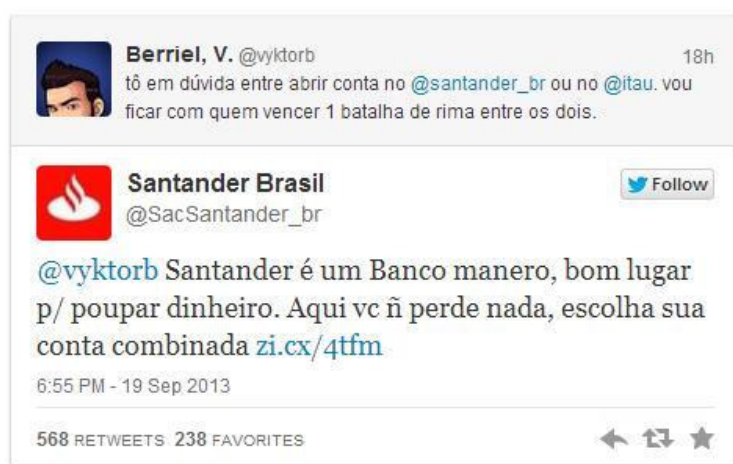 Berriel, V. @vyktorb 18h
tô em dúvida entre abrir conta no @santander_br ou no @itau. vou
ficar com quem vencer 1 batalha de rima entre os dois.
Santander Brasil
Follow
@SacSantander_br
@vyktorb Santander é um Banco manero, bom lugar
p/ poupar dinheiro. Aqui vc ñ perde nada, escolha sua
conta combinada zi.cx/4tfm
6:55 PM - 19 Sep 2013
568 RETWEETS 238 FAVORITES